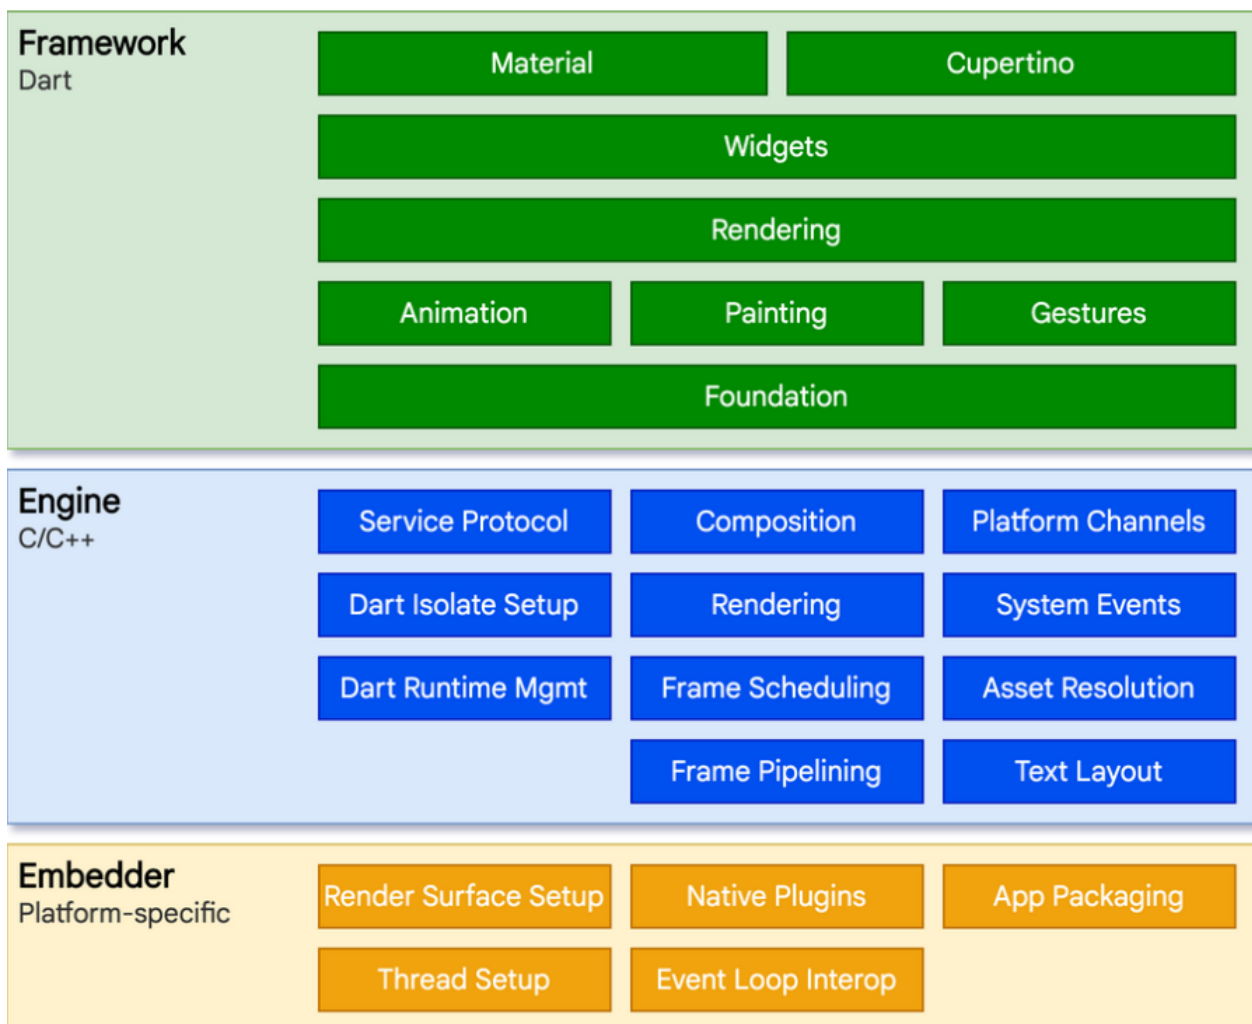 Framework
Dart
Material
Cupertino
Widgets
Rendering
Animation
Painting
Gestures
Foundation
Engine
C/C++
Service Protocol
Composition
Platform Channels
Dart Isolate Setup
Rendering
System Events
Dart Runtime Mgmt
Frame Scheduling
Asset Resolution
Frame Pipelining
Text Layout
Embedder
Platform-specific
Render Surface Setup
Native Plugins
App Packaging
Thread Setup
Event Loop Interop